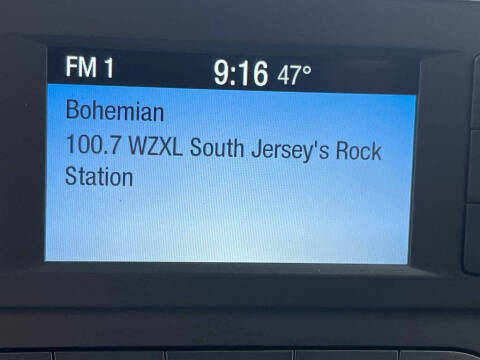 FM 1 9:16 47°
Bohemian
100.7 WZXL South Jersey's Rock
Station